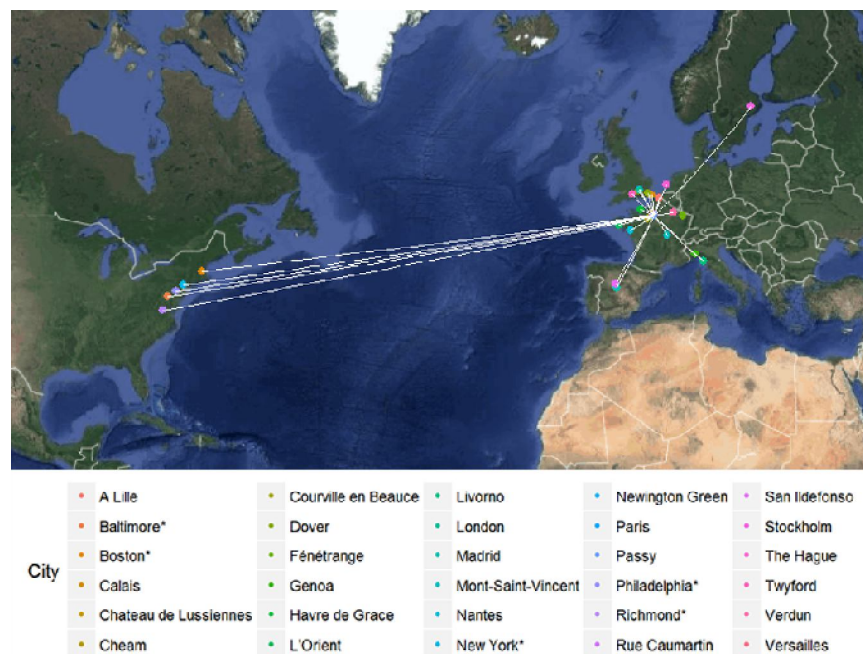 A Lille Courville en Beauce Livorno Newington Green San Ildefonso
Baltimore* Dover London Paris Stockholm
Boston* Fénétrange Madrid Passy The Hague
City Calais Genoa Mont-Saint-Vincent Philadelphia* Twyford
Chateau de Lussiennes Havre de Grace Nantes Richmond* Verdun
Cheam L'Orient New York* Rue Caumartin Versailles